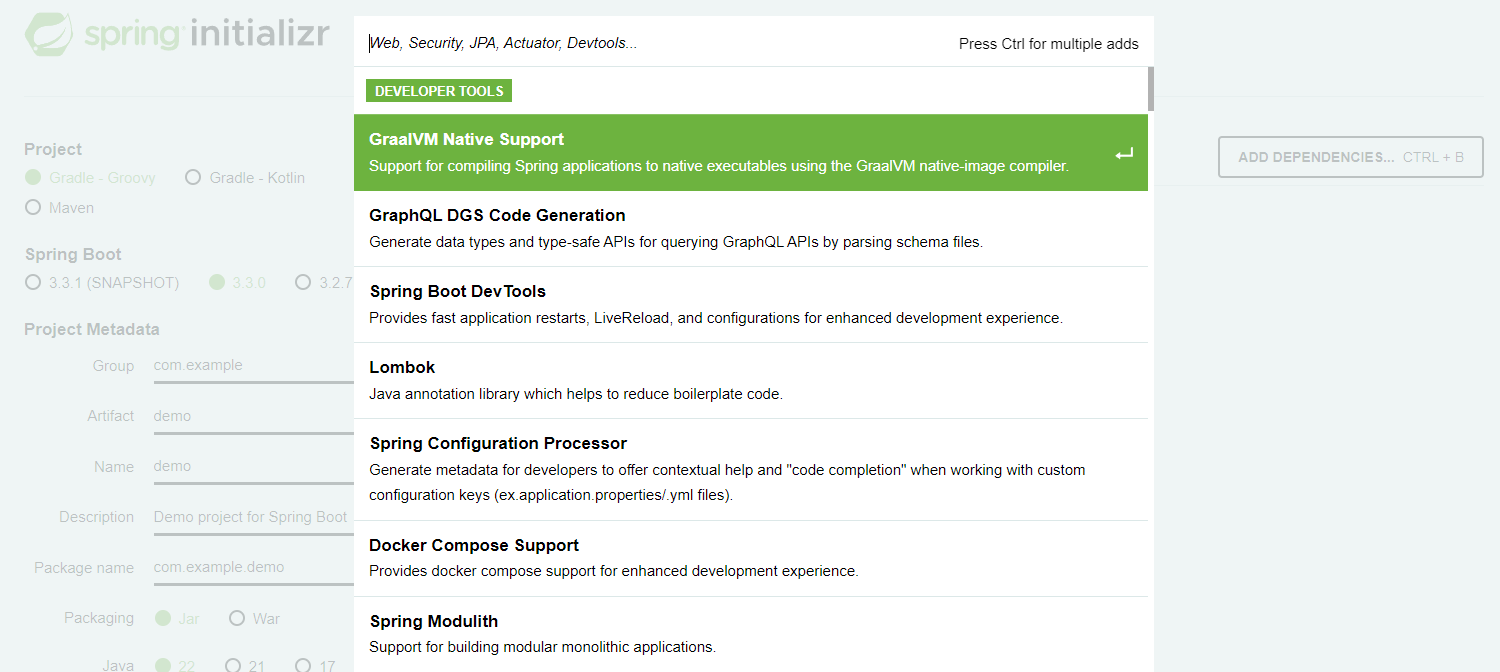 spring initializr
Web, Security, JPA, Actuator, Devtools...
Press Ctrl for multiple adds
DEVELOPER TOOLS
GraalVM Native Support
Support for compiling Spring applications to native executables using the GraalVM native-image compiler.
GraphQL DGS Code Generation
Generate data types and type-safe APIs for querying GraphQL APIs by parsing schema files.
Spring Boot DevTools
Provides fast application restarts, LiveReload, and configurations for enhanced development experience.
Lombok
Java annotation library which helps to reduce boilerplate code.
Spring Configuration Processor
Generate metadata for developers to offer contextual help and "code completion" when working with custom
configuration keys (ex.application.properties/.yml files).
Docker Compose Support
Provides docker compose support for enhanced development experience.
Spring Modulith
Support for building modular monolithic applications.
Project
Gradle - Groovy
Gradle - Kotlin
Maven
Spring Boot
3.3.1 (SNAPSHOT)
3.3.0
3.2.7
Project Metadata
Group
com.example
Artifact
demo
Name
demo
Description
Demo project for Spring Boot
Package name
com.example.demo
Packaging
Jar
War
Java
22
21
17
ADD DEPENDENCIES... CTRL + B